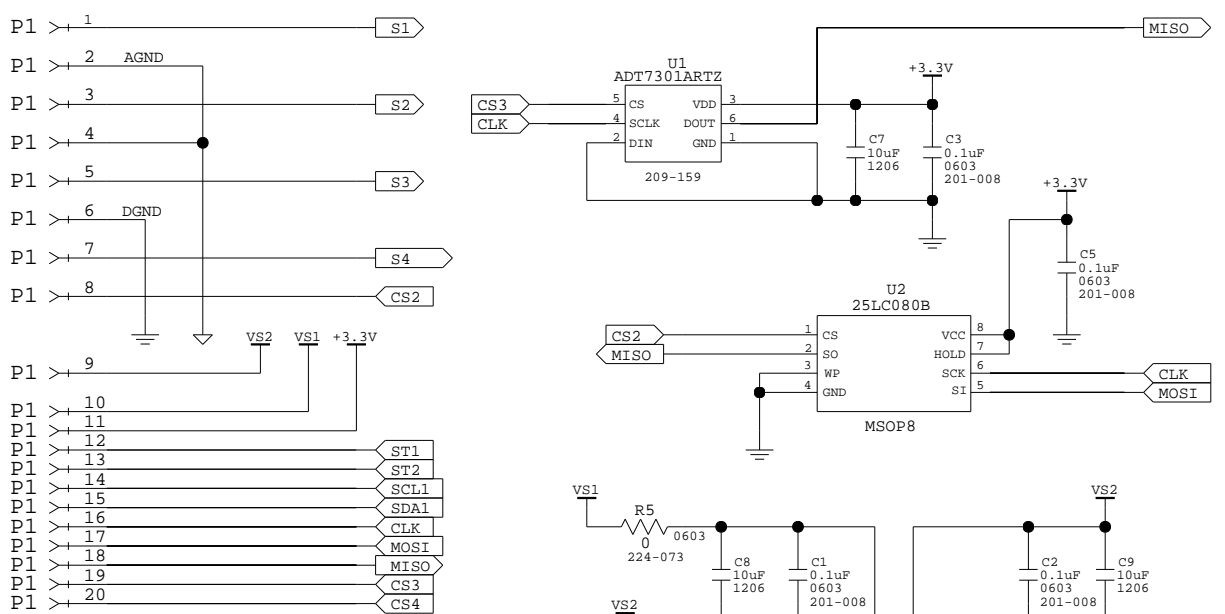 P1 1 S1
P1 2 AGND
P1 3 S2
P1 4
P1 5 S3
P1 6 DGND
P1 7 S4
P1 8 CS2
VS2 VS1 +3.3V
P1 9
P1 10
P1 11
P1 12 ST1
P1 13 ST2
P1 14 SCL1
P1 15 SDA1
P1 16 CLK
P1 17 MOSI
P1 18 MISO
P1 19 CS3
P1 20 CS4
MISO
U1
ADT7301ARTZ
+3.3V
CS3 5 CS VDD 3
CLK 4 SCLK DOUT 6
2 DIN GND 1
209-159
C7
10uF
1206
C3
0.1uF
0603
201-008
+3.3V
C5
0.1uF
0603
201-008
U2
25LC080B
CS2 1 CS VCC 8
MISO 2 SO HOLD 7
3 WP SCK 6 CLK
4 GND SI 5 MOSI
MSOP8
VS1
R5
0 0603
224-073
C8
10uF
1206
C1
0.1uF
0603
201-008
VS2
VS2
C2
0.1uF
0603
201-008
C9
10uF
1206